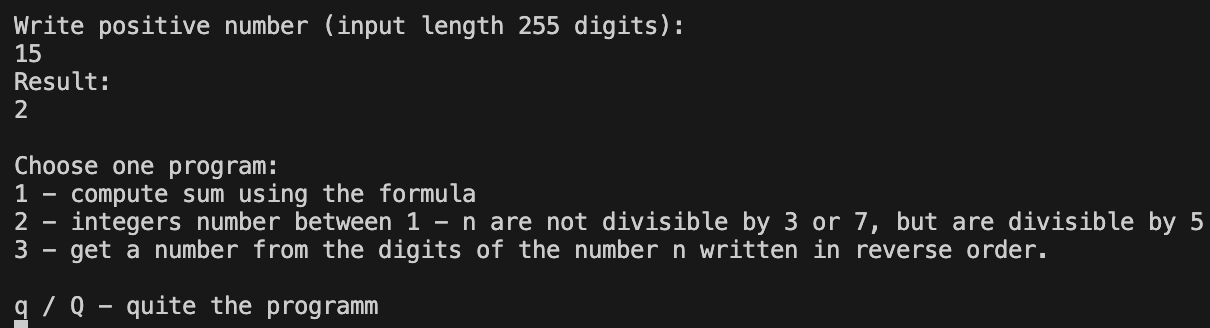 Write positive number (input length 255 digits):
15
Result:
2
Choose one program:
1 – compute sum using the formula
2 – integers number between 1 – n are not divisible by 3 or 7, but are divisible by 5
3 – get a number from the digits of the number n written in reverse order.
q / Q – quite the programm